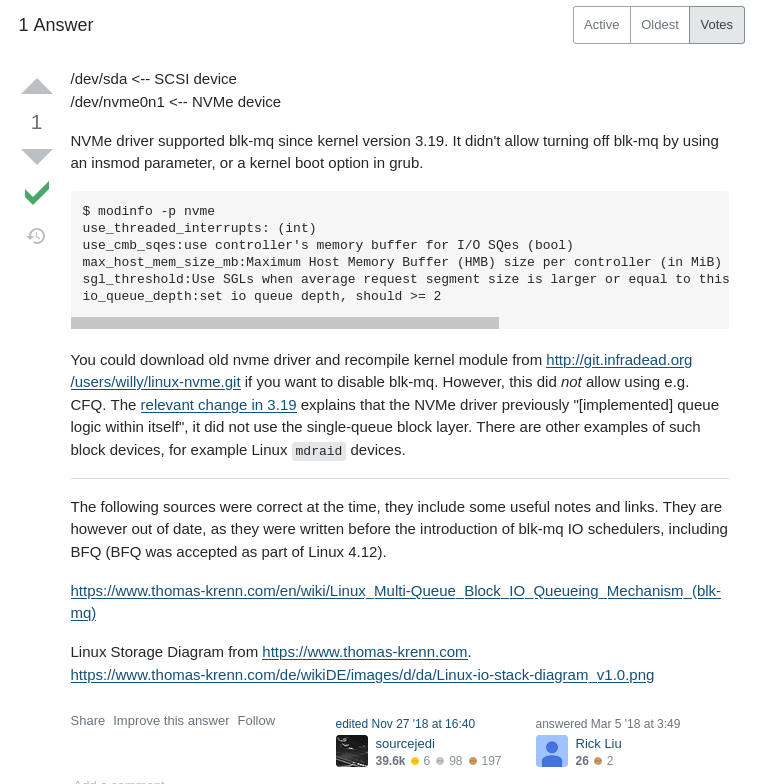 1 Answer
Active Oldest Votes
/dev/sda <-- SCSI device
/dev/nvme0n1 <-- NVMe device
1
NVMe driver supported blk-mq since kernel version 3.19. It didn't allow turning off blk-mq by using
an insmod parameter, or a kernel boot option in grub.
$ modinfo -p nvme
use_threaded_interrupts: (int)
use_cmb_sqes:use controller's memory buffer for I/O SQes (bool)
max_host_mem_size_mb:Maximum Host Memory Buffer (HMB) size per controller (in MiB)
sgl_threshold:Use SGLs when average request segment size is larger or equal to this
io_queue_depth:set io queue depth, should >= 2
You could download old nvme driver and recompile kernel module from http://git.infradead.org
/users/willy/linux-nvme.git if you want to disable blk-mq. However, this did not allow using e.g.
CFQ. The relevant change in 3.19 explains that the NVMe driver previously "[implemented] queue
logic within itself", it did not use the single-queue block layer. There are other examples of such
block devices, for example Linux mdraid devices.
The following sources were correct at the time, they include some useful notes and links. They are
however out of date, as they were written before the introduction of blk-mq IO schedulers, including
BFQ (BFQ was accepted as part of Linux 4.12).
https://www.thomas-krenn.com/en/wiki/Linux_Multi-Queue_Block_IO_Queueing_Mechanism_(blk-
mq)
Linux Storage Diagram from https://www.thomas-krenn.com.
https://www.thomas-krenn.com/de/wikiDE/images/d/da/Linux-io-stack-diagram_v1.0.png
Share Improve this answer Follow
edited Nov 27 '18 at 16:40
sourcejedi
39.6k 6 98 197
answered Mar 5 '18 at 3:49
Rick Liu
26 2
Add a comment